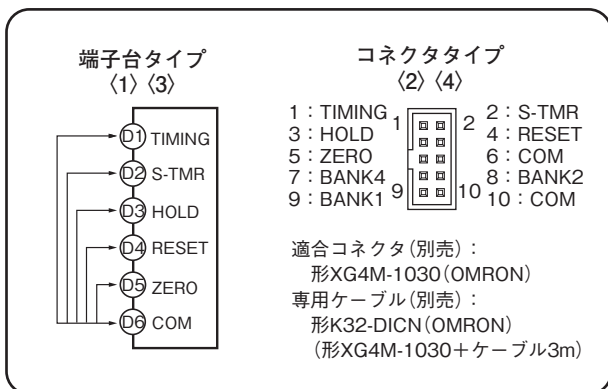 端子台タイプ
〈1〉〈3〉
D1 TIMING
D2 S-TMR
D3 HOLD
D4 RESET
D5 ZERO
D6 COM
コネクタタイプ
〈2〉〈4〉
1：TIMING
3：HOLD
5：ZERO
7：BANK4
9：BANK1
1 2
9 10
2：S-TMR
4：RESET
6：COM
8：BANK2
10：COM
適合コネクタ(別売)：
形XG4M-1030(OMRON)
専用ケーブル(別売)：
形K32-DICN(OMRON)
(形XG4M-1030＋ケーブル3m)